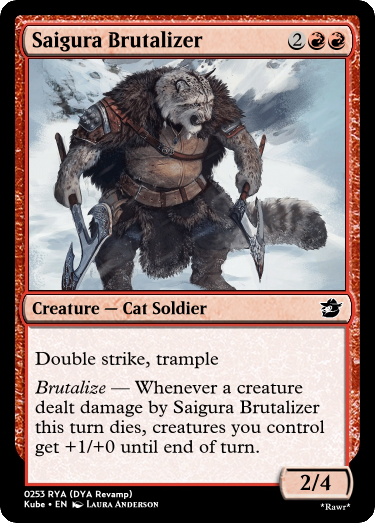 Saigura Brutalizer 2
Creature — Cat Soldier
Double strike, trample
Brutalize — Whenever a creature
dealt damage by Saigura Brutalizer
this turn dies, creatures you control
get +1/+0 until end of turn.
2/4
0253 RYA (DYA Revamp)
Kube • EN Laura Anderson
*Rawr*